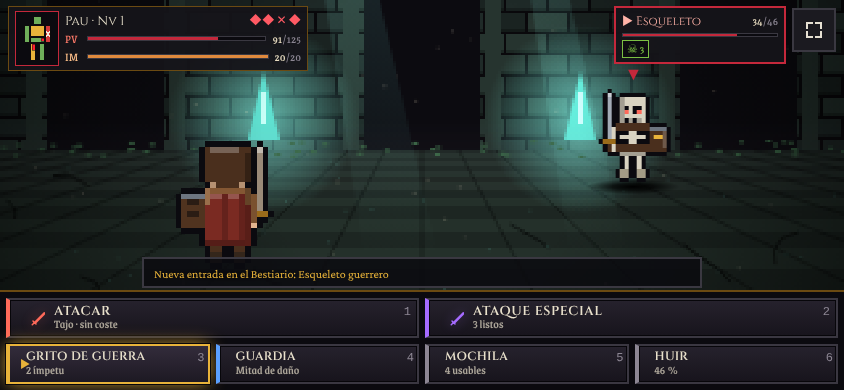 Pau · Nv 1
PV 91/125
IM 20/20
Esqueleto 34/46
3
Nueva entrada en el Bestiario: Esqueleto guerrero
ATACAR 1
Tajo · sin coste
ATAQUE ESPECIAL 2
3 listos
GRITO DE GUERRA 3
2 ímpetu
GUARDIA 4
Mitad de daño
MOCHILA 5
4 usables
HUIR 6
46 %